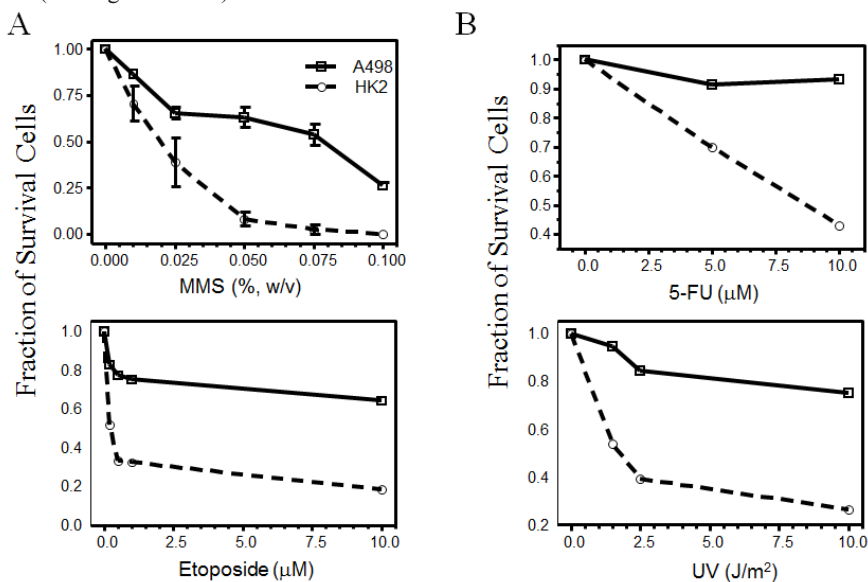 A
B
Fraction of Survival Cells
1.00
0.75
0.50
0.25
0.00
A498
HK2
0.000 0.025 0.050 0.075 0.100
MMS (%, w/v)
Fraction of Survival Cells
1.0
0.9
0.8
0.7
0.6
0.5
0.4
0.0 2.5 5.0 7.5 10.0
5-FU (μM)
1.0
0.8
0.6
0.4
0.2
0.0
0.0 2.5 5.0 7.5 10.0
Etoposide (μM)
1.0
0.8
0.6
0.4
0.2
0.0 2.5 5.0 7.5 10.0
UV (J/m²)